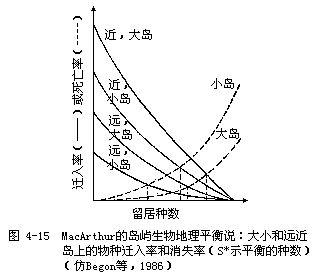 近，大岛
近，
小岛
远，
大岛
远，
小岛
小岛
大岛
迁入率（——）或死亡率（----）
留居种数
图 4-15 MacArthur的岛屿生物地理平衡说：大小和远近
岛上的物种迁入率和消失率（S*示平衡的种数）
（仿Begon等，1986）